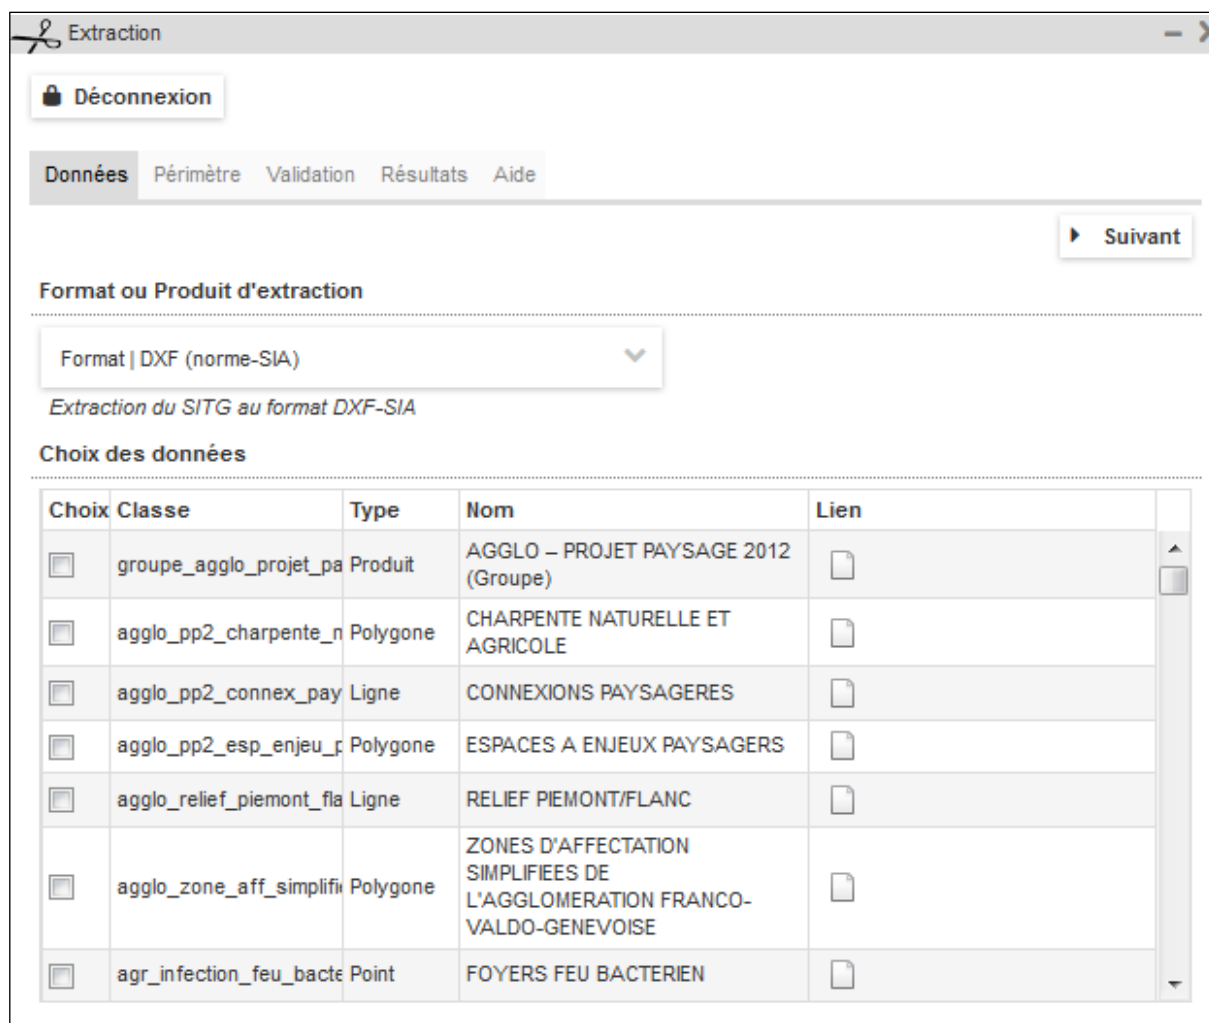 Extraction
Déconnexion
Données Périmètre Validation Résultats Aide
Suivant
Format ou Produit d'extraction
Format | DXF (norme-SIA)
Extraction du SITG au format DXF-SIA
Choix des données
Choix Classe Type Nom Lien
groupe_agglo_projet_pa Produit AGGLO – PROJET PAYSAGE 2012
(Groupe)
agglo_pp2_charpente_n Polygone CHARPENTE NATURELLE ET
AGRICOLE
agglo_pp2_connex_pay Ligne CONNEXIONS PAYSAGERES
agglo_pp2_esp_enjeu_p Polygone ESPACES A ENJEUX PAYSAGERS
agglo_relief_piemont_fla Ligne RELIEF PIEMONT/FLANC
ZONES D'AFFECTATION
SIMPLIFIEES DE
agglo_zone_aff_simplifi Polygone L'AGGLOMERATION FRANCO-
VALDO-GENEVOISE
agr_infection_feu_bacte Point FOYERS FEU BACTERIEN